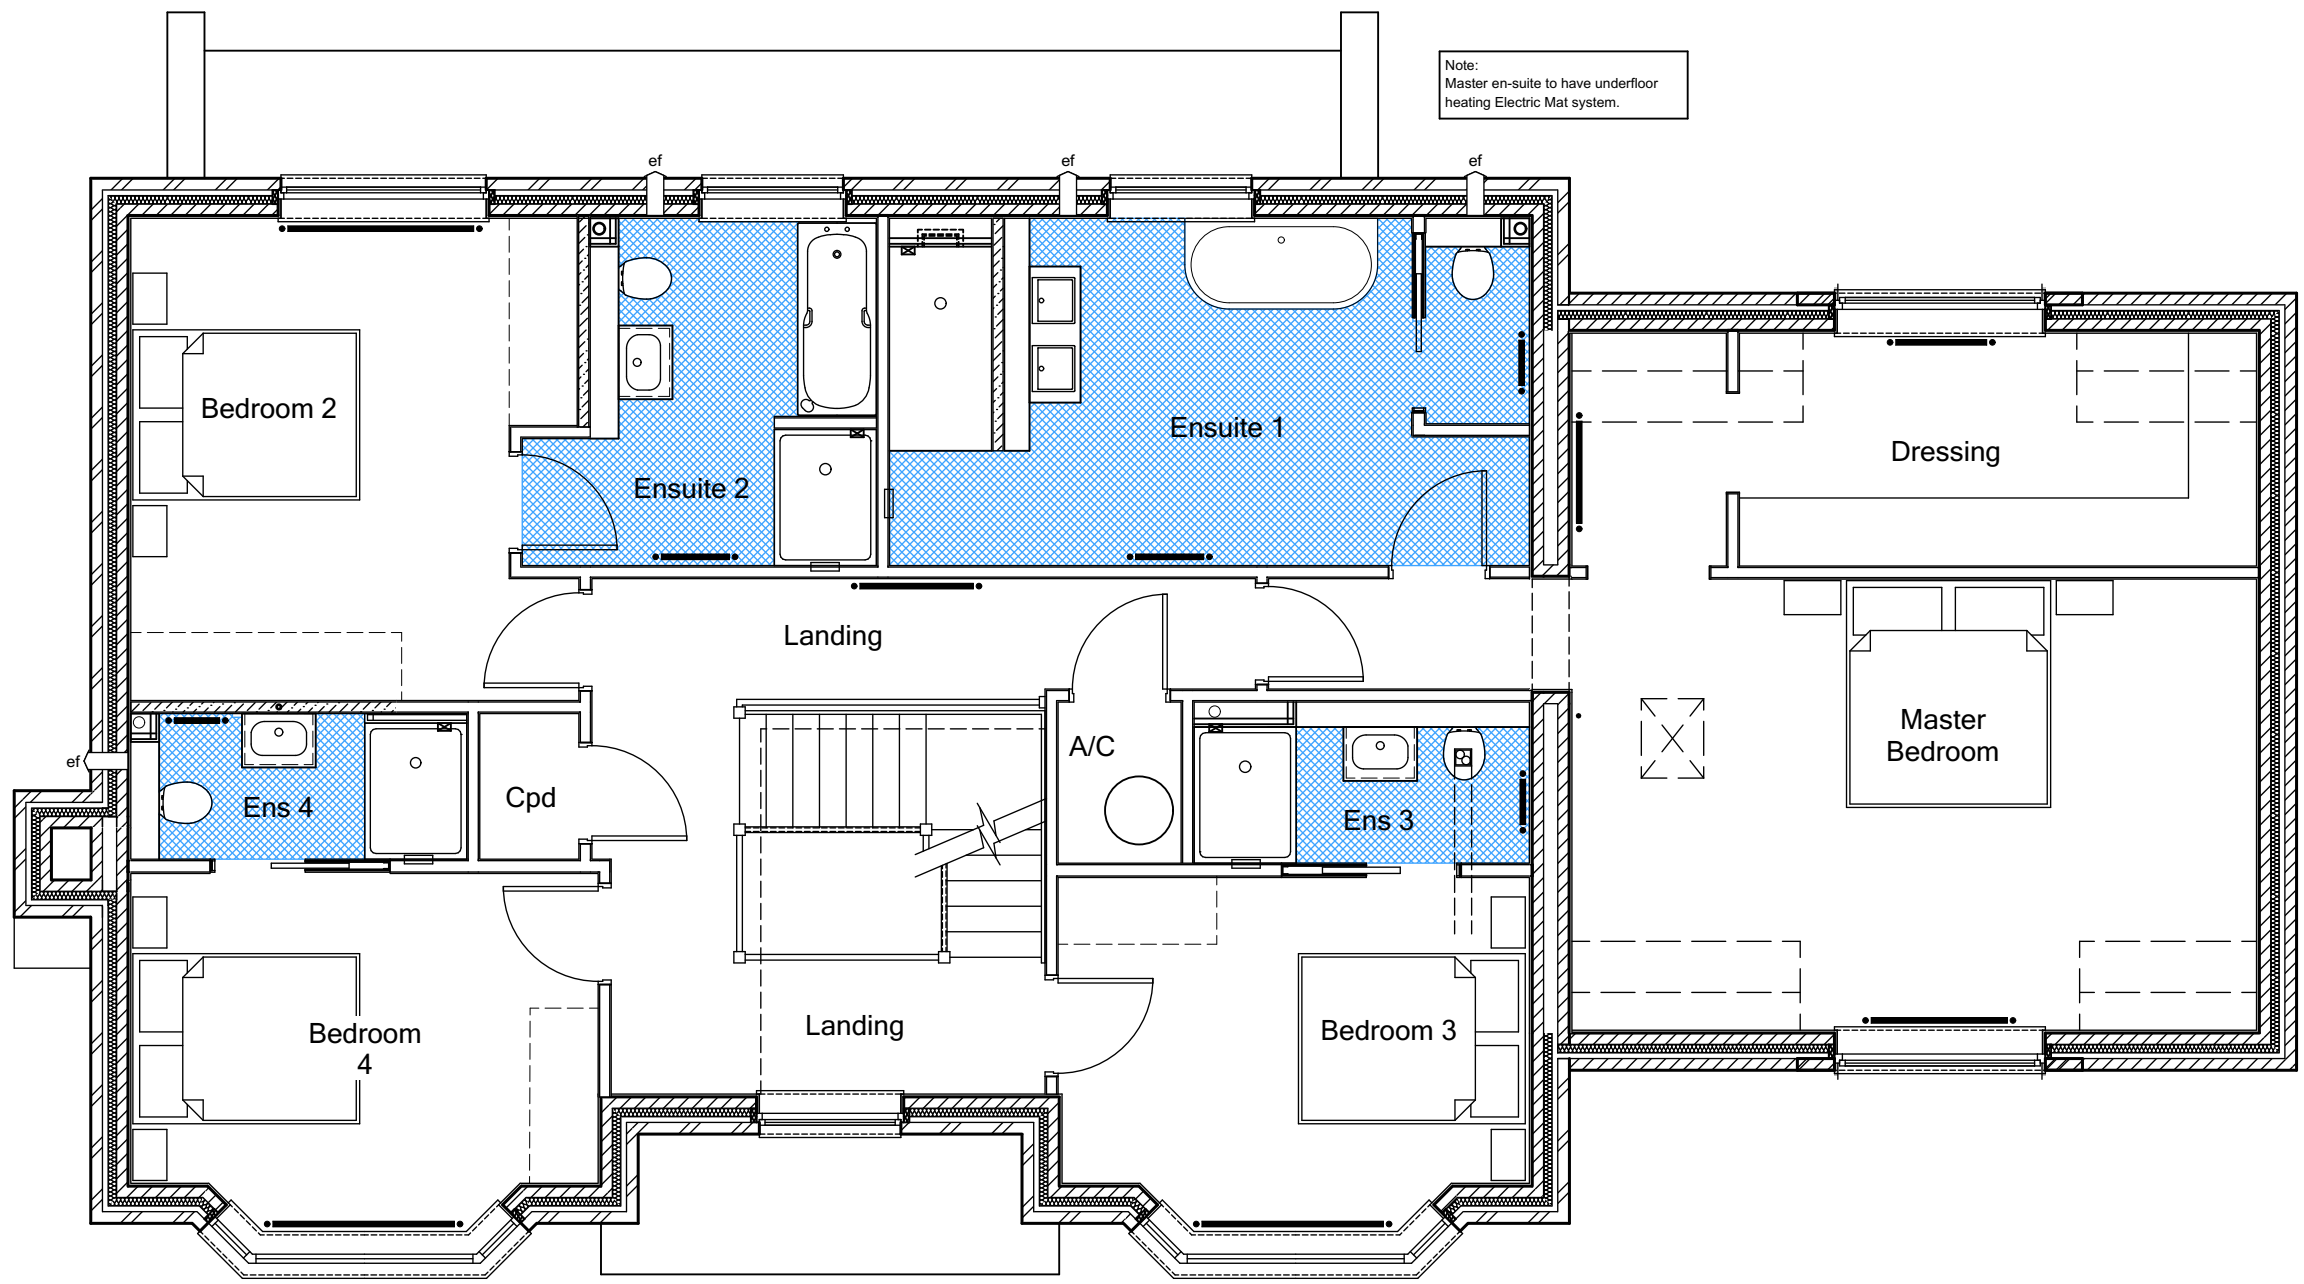 Note:
Master en-suite to have underfloor
heating Electric Mat system.
ef
ef
ef
Bedroom 2
Ensuite 2
Ensuite 1
Dressing
Landing
Master
Bedroom
A/C
ef
Cpd
Ens 4
Ens 3
Bedroom
4
Landing
Bedroom 3